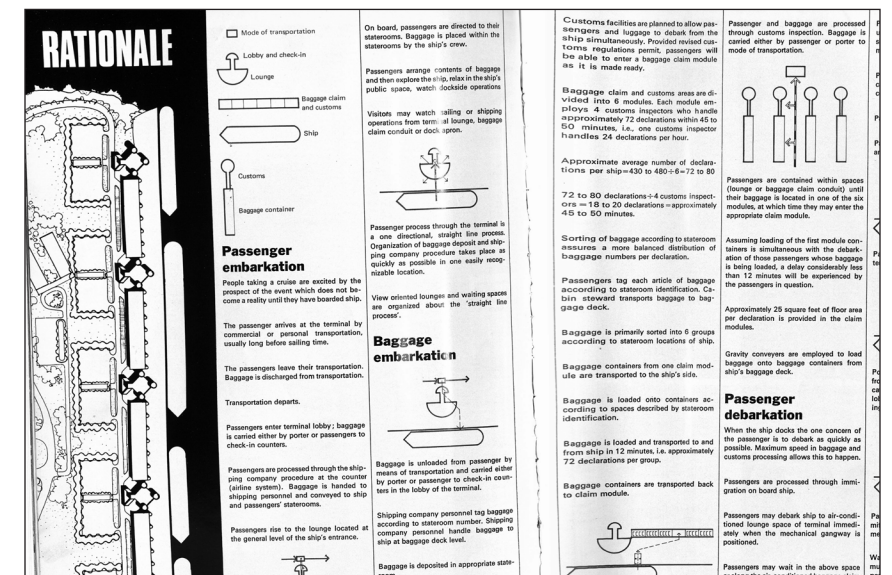 RATIONALE
Mode of transportation
Lobby and check-in
Lounge
Baggage claim
and customs
Ship
Customs
Baggage container
Passenger
embarkation
People taking a cruise are excited by the
prospect of the event which does not be-
come a reality until they have boarded ship.
The passenger arrives at the terminal by
commercial or personal transportation,
usually long before sailing time.
The passengers leave their transportation.
Baggage is discharged from transportation.
Transportation departs.
Passengers enter terminal lobby; baggage
is carried either by porter or passengers to
check-in counters.
Passengers are processed through the ship-
ping company procedure at the counter
(airline system). Baggage is handed to
shipping personnel and conveyed to ship
and passengers' staterooms.
Passengers rise to the lounge located at
the general level of the ship's entrance.
On board, passengers are directed to their
staterooms. Baggage is placed within the
staterooms by the ship's crew.
Passengers arrange contents of baggage
and then explore the ship, relax in the ship's
public space, watch dockside operations
Visitors may watch sailing or shipping
operations from terminal lounge, baggage
claim conduit or dock apron.
Passenger process through the terminal is
a one directional, straight line process.
Organization of baggage deposit and ship-
ping company procedure takes place as
quickly as possible in one easily recog-
nizable location.
View oriented lounges and waiting spaces
are organized about the 'straight line
process'.
Baggage
embarkation
Baggage is unloaded from passenger by
means of transportation and carried either
by porter or passenger to check-in coun-
ters in the lobby of the terminal.
Shipping company personnel tag baggage
according to stateroom number. Shipping
company personnel handle baggage to
ship at baggage deck level.
Baggage is deposited in appropriate state-
Customs facilities are planned to allow pas-
sengers and luggage to debark from the
ship simultaneously. Provided revised cus-
toms regulations permit, passengers will
be able to enter a baggage claim module
as it is made ready.
Baggage claim and customs areas are di-
vided into 6 modules. Each module em-
ploys 4 customs inspectors who handle
approximately 72 declarations within 45 to
50 minutes, i.e., one customs inspector
handles 24 declarations per hour.
Approximate average number of declara-
tions per ship=430 to 480÷6=72 to 80
72 to 80 declarations÷4 customs inspect-
ors =18 to 20 declarations=approximately
45 to 50 minutes.
Sorting of baggage according to stateroom
assures a more balanced distribution of
baggage numbers per declaration.
Passengers tag each article of baggage
according to stateroom identification. Ca-
bin steward transports baggage to bag-
gage deck.
Baggage is primarily sorted into 6 groups
according to stateroom locations of ship.
Baggage containers from one claim mod-
ule are transported to the ship's side.
Baggage is loaded onto containers ac-
cording to spaces described by stateroom
identification.
Baggage is loaded and transported to and
from ship in 12 minutes, i.e. approximately
72 declarations per group.
Baggage containers are transported back
to claim module.
Passenger and baggage are processed
through customs inspection. Baggage is
carried either by passenger or porter to
mode of transportation.
Passengers are contained within spaces
(lounge or baggage claim conduit) until
their baggage is located in one of the six
modules, at which time they may enter the
appropriate claim module.
Assuming loading of the first module con-
tainers is simultaneous with the debark-
ation of those passengers whose baggage
is being loaded, a delay considerably less
than 12 minutes will be experienced by
the passengers in question.
Approximately 25 square feet of floor area
per declaration is provided in the claim
modules.
Gravity conveyers are employed to load
baggage onto baggage containers from
ship's baggage deck.
Passenger
debarkation
When the ship docks the one concern of
the passenger is to debark as quickly as
possible. Maximum speed in baggage and
customs processing allows this to happen.
Passengers are processed through immi-
gration on board ship.
Passengers may debark ship to air-condi-
tioned lounge space of terminal immedi-
ately when the mechanical gangway is
positioned.
Passengers may wait in the above space